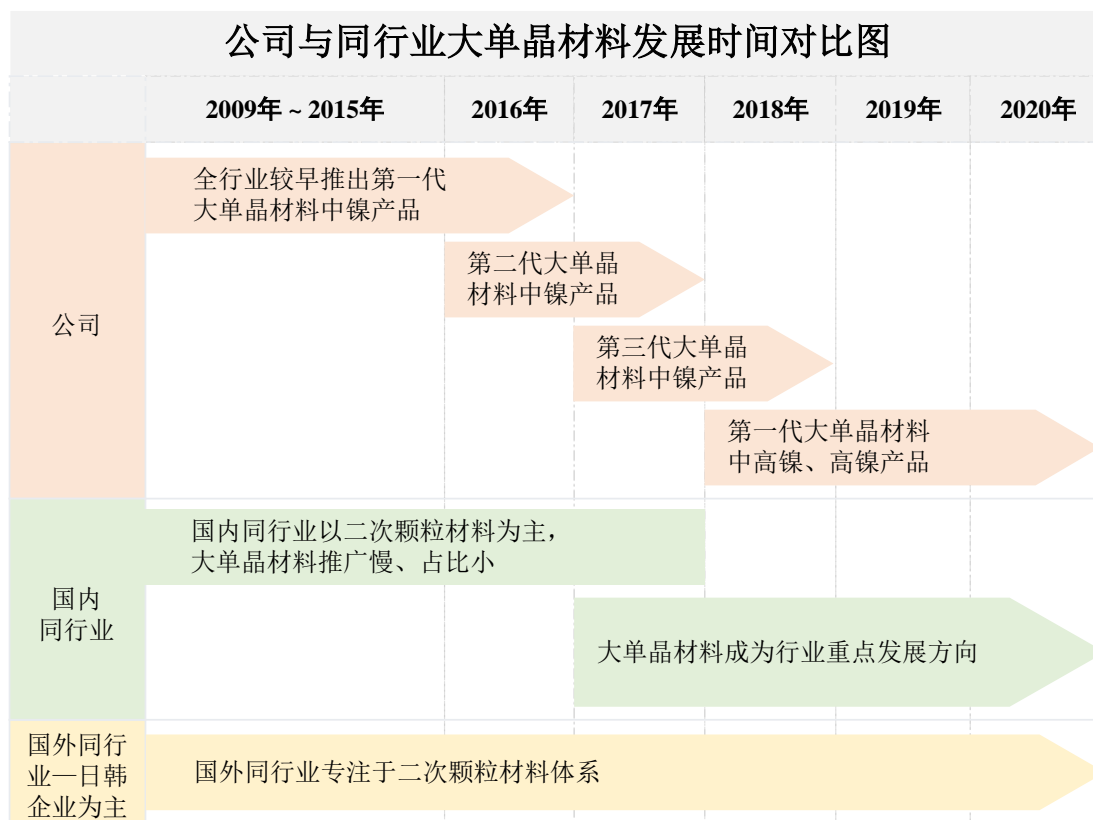 公司与同行业大单晶材料发展时间对比图
2009年 ~ 2015年
2016年
2017年
2018年
2019年
2020年
公司
全行业较早推出第一代
大单晶材料中镍产品
第二代大单晶
材料中镍产品
第三代大单晶
材料中镍产品
第一代大单晶材料
中高镍、高镍产品
国内
同行业
国内同行业以二次颗粒材料为主，
大单晶材料推广慢、占比小
大单晶材料成为行业重点发展方向
国外同行
业—日韩
企业为主
国外同行业专注于二次颗粒材料体系